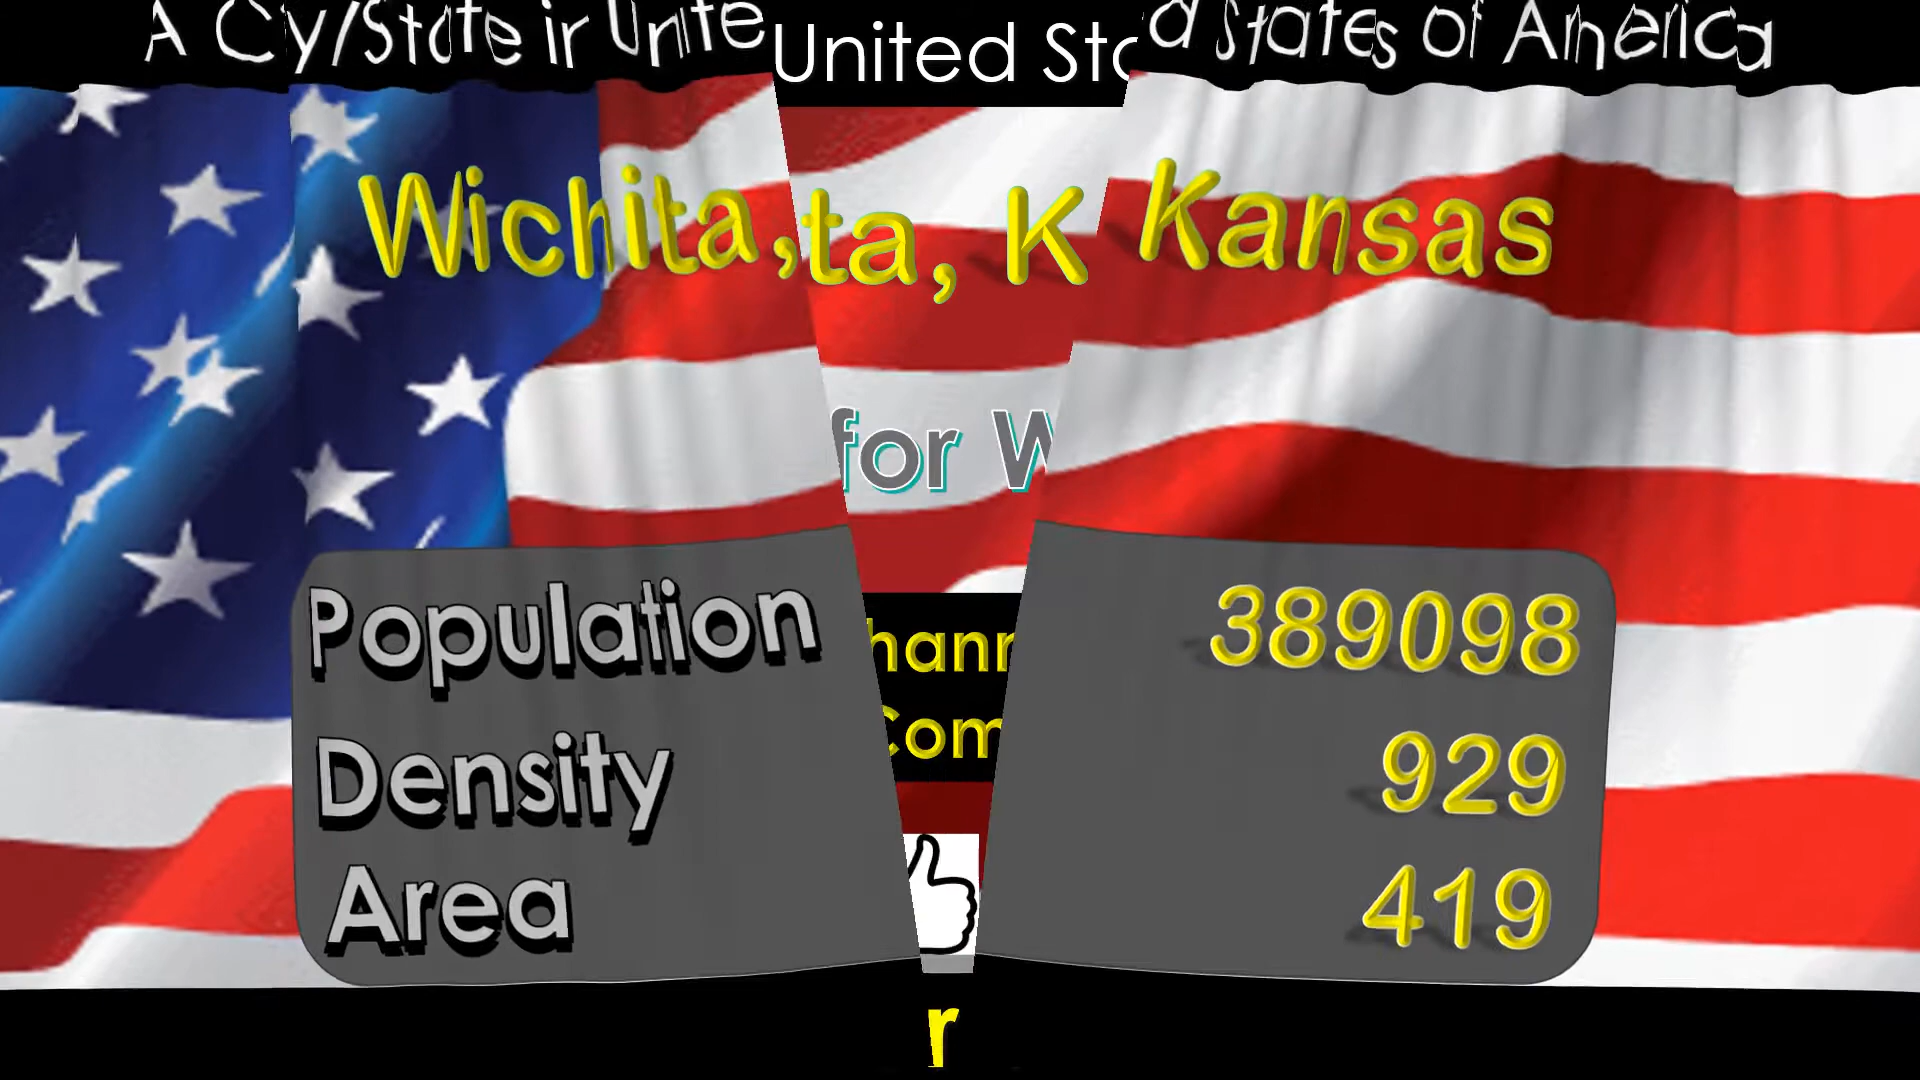 A Cy/State in Unite United Sta d States of America
Wichita, ta, K Kansas
for W
Population 389098
hann
Density 929
Com
Area 419
r